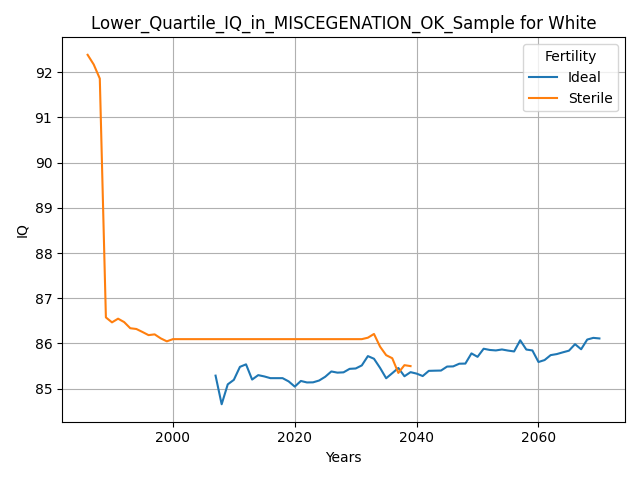 Lower_Quartile_IQ_in_MISCEGENATION_OK_Sample for White
Fertility
Ideal
Sterile
92
91
90
89
88
87
86
85
IQ
2000
2020
2040
2060
Years